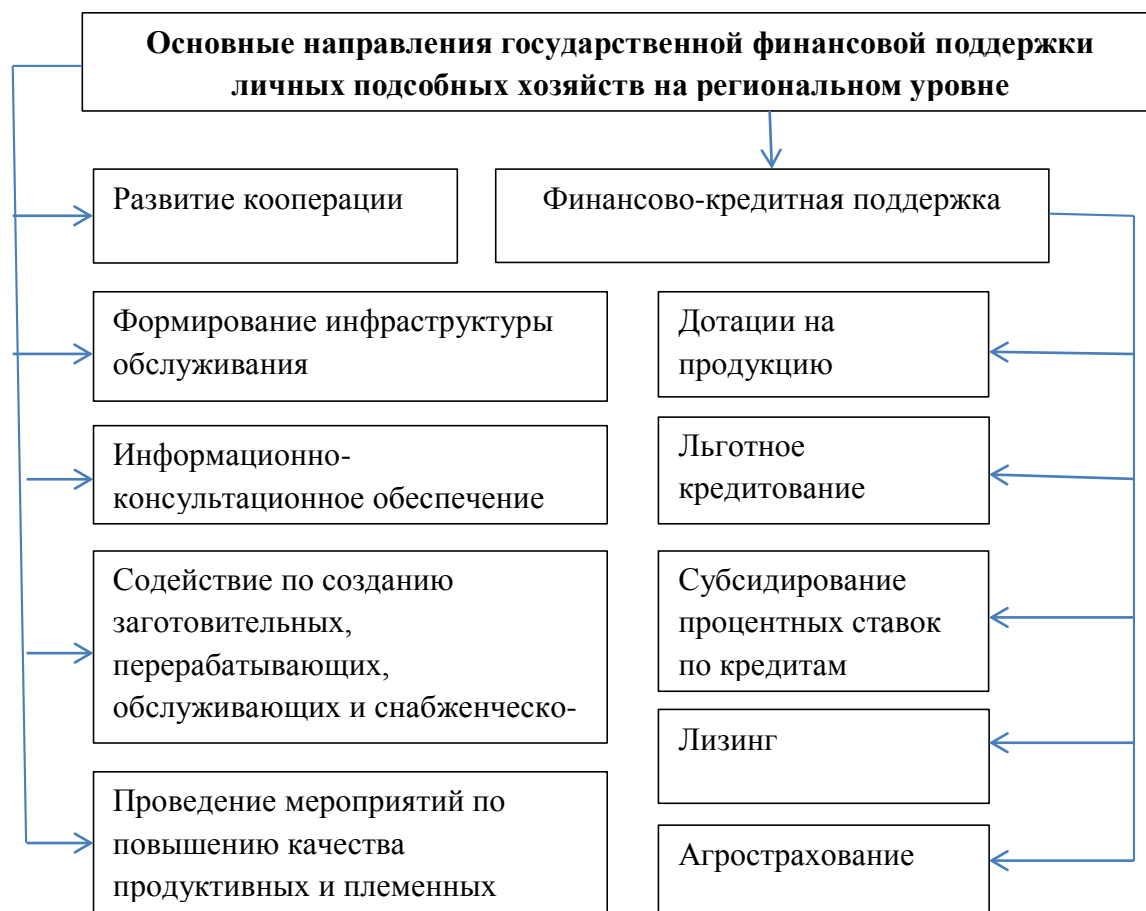 Основные направления государственной финансовой поддержки
личных подсобных хозяйств на региональном уровне
Развитие кооперации
Финансово-кредитная поддержка
Формирование инфраструктуры
обслуживания
Информационно-
консультационное обеспечение
Содействие по созданию
заготовительных,
перерабатывающих,
обслуживающих и снабженческо-
Проведение мероприятий по
повышению качества
продуктивных и племенных
Дотации на
продукцию
Льготное
кредитование
Субсидирование
процентных ставок
по кредитам
Лизинг
Агрострахование